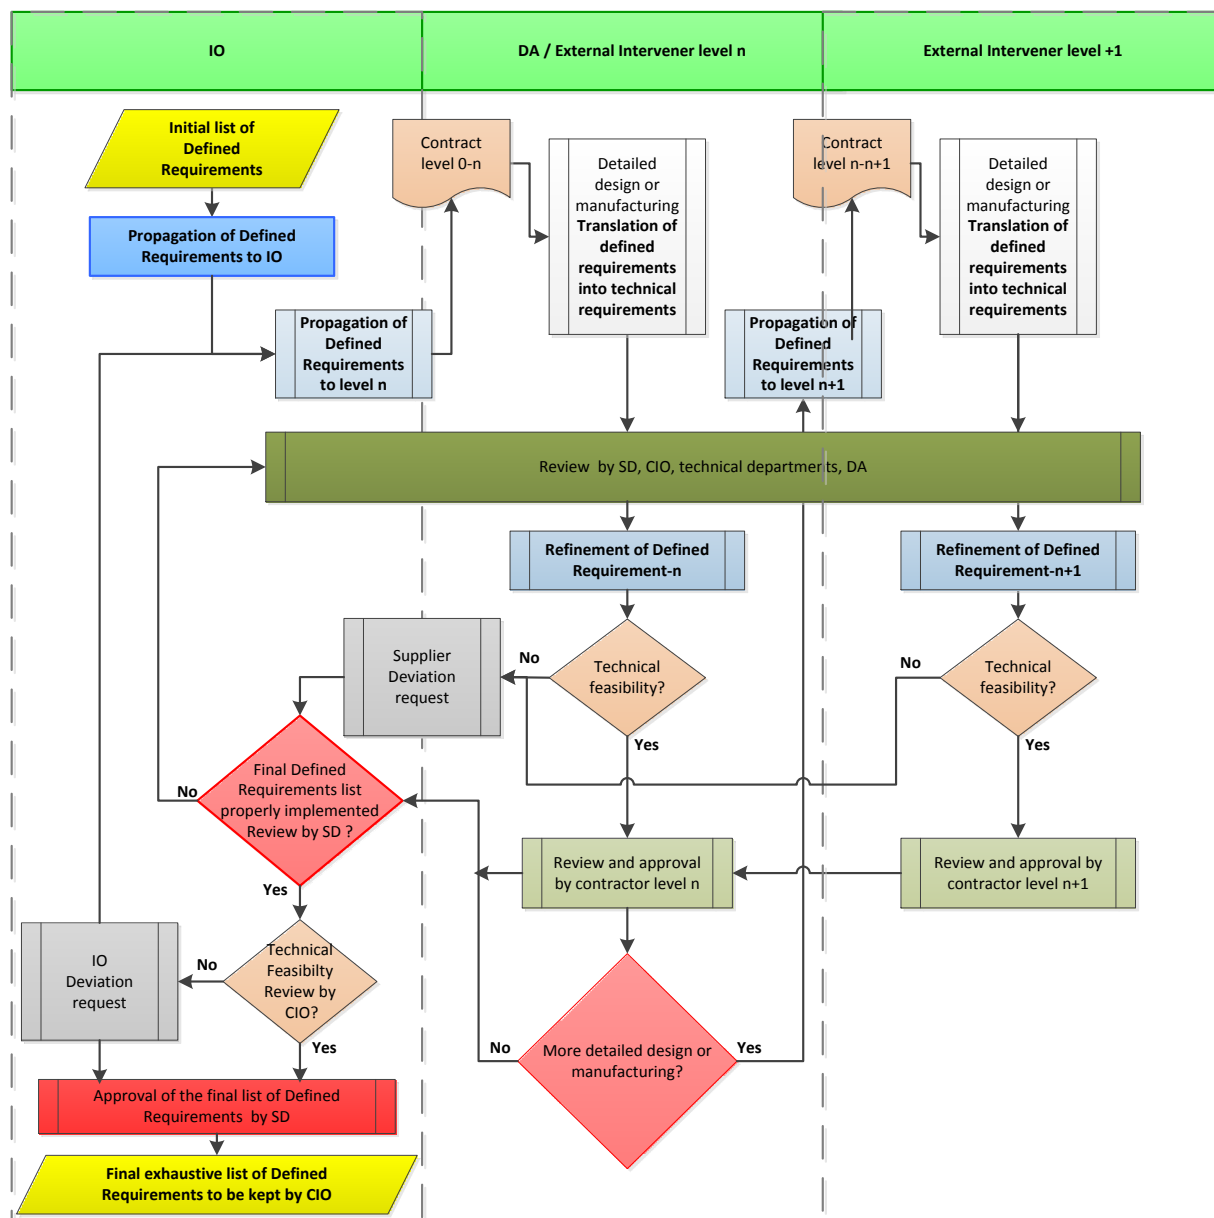 IO
DA / External Intervener level n
External Intervener level +1
Initial list of
Defined
Requirements
Propagation of Defined
Requirements to IO
Propagation of
Defined
Requirements
to level n
Contract
level 0-n
Detailed
design or
manufacturing
Translation of
defined
requirements
into technical
requirements
Propagation of
Defined
Requirements
to level n+1
Contract
level n-n+1
Detailed
design or
manufacturing
Translation of
defined
requirements
into technical
requirements
Review by SD, CIO, technical departments, DA
Refinement of Defined
Requirement-n
Refinement of Defined
Requirement-n+1
Supplier
Deviation
request
No
Technical
feasibility?
Yes
No
Technical
feasibility?
Yes
No
Final Defined
Requirements list
properly implemented
Review by SD ?
Yes
Review and approval
by contractor level n
Review and approval by
contractor level n+1
IO
Deviation
request
No
Technical
Feasibilty
Review by
CIO?
Yes
No
More detailed design or
manufacturing?
Yes
Approval of the final list of Defined
Requirements by SD
Final exhaustive list of Defined
Requirements to be kept by CIO